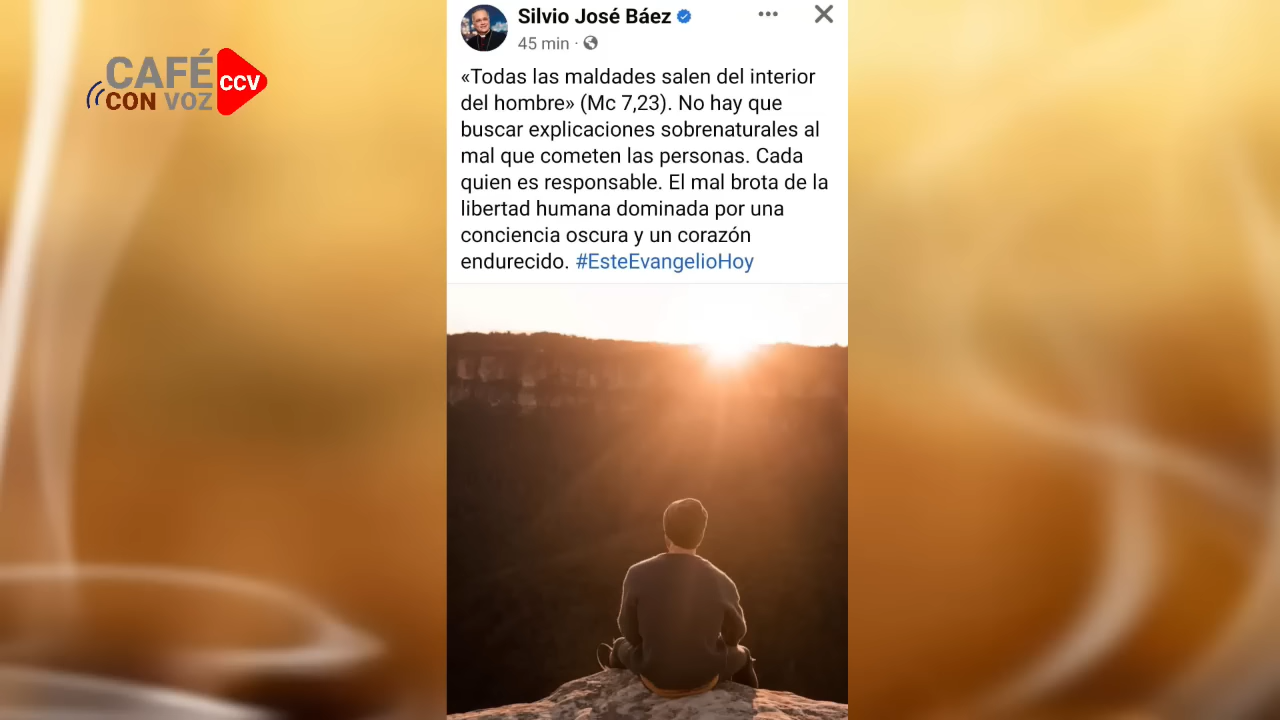 CAFÉ
CON VOZ
CCV
Silvio José Báez
45 min ·
«Todas las maldades salen del interior
del hombre» (Mc 7,23). No hay que
buscar explicaciones sobrenaturales al
mal que cometen las personas. Cada
quien es responsable. El mal brota de la
libertad humana dominada por una
conciencia oscura y un corazón
endurecido. #EsteEvangelioHoy